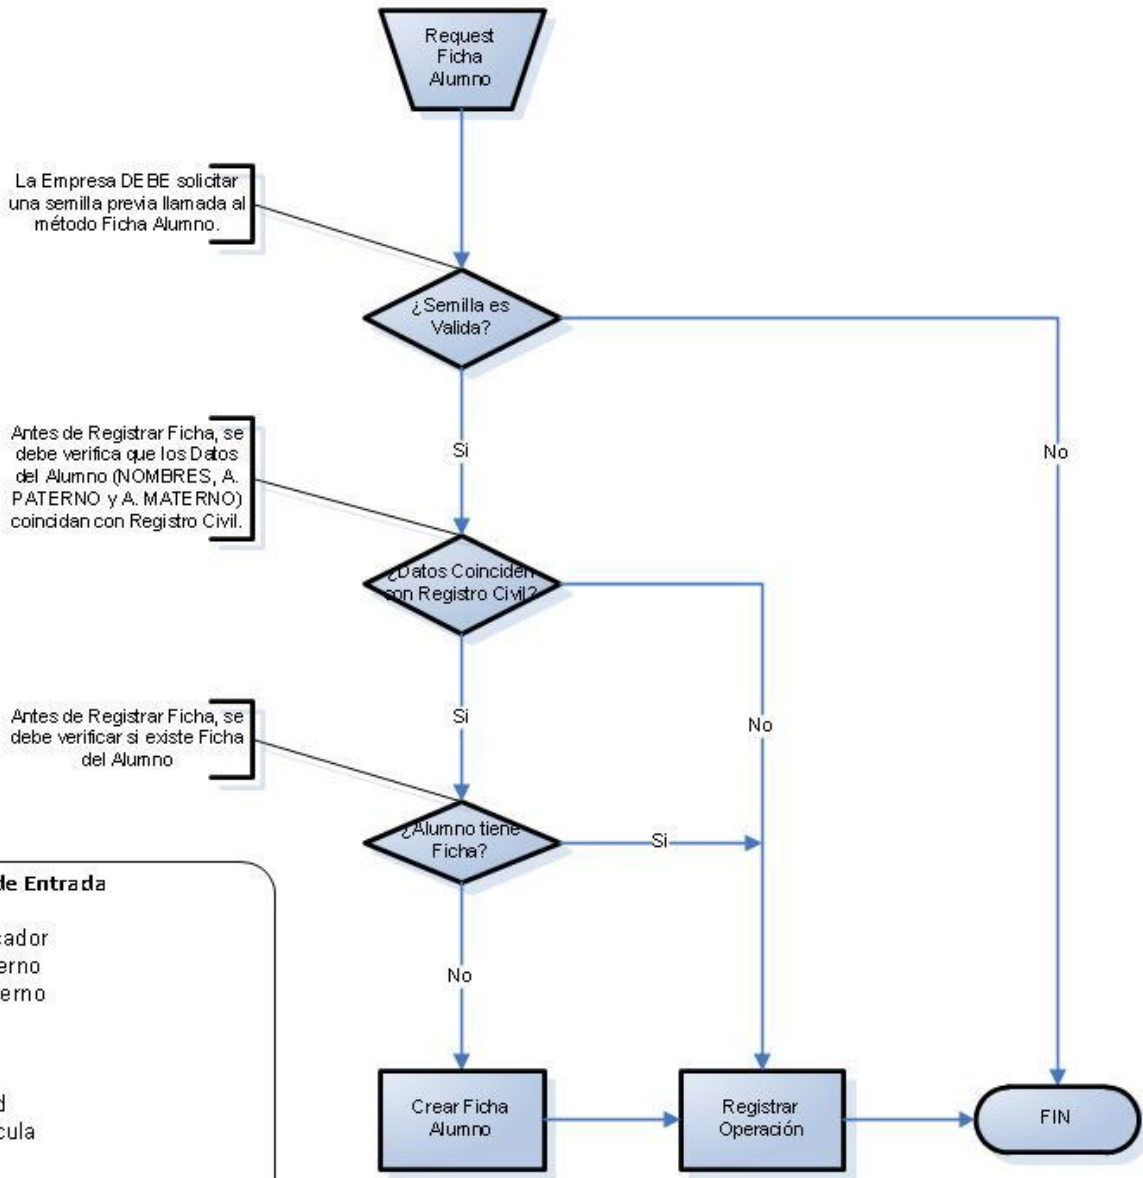 Request
Ficha
Alumno
La Empresa DEBE solicitar
una semilla previa llamada al
método Ficha Alumno.
¿Semilla es
Valida?
Si
No
Antes de Registrar Ficha, se
debe verifica que los Datos
del Alumno (NOMBRES, A.
PATERNO y A. MATERNO)
coincidan con Registro Civil.
¿Datos Coinciden
con Registro Civil?
Si
No
Antes de Registrar Ficha, se
debe verificar si existe Ficha
del Alumno
¿Alumno tiene
Ficha?
Si
No
de Entrada
cador
erno
erno
d
cula
Crear Ficha
Alumno
Registrar
Operación
FIN